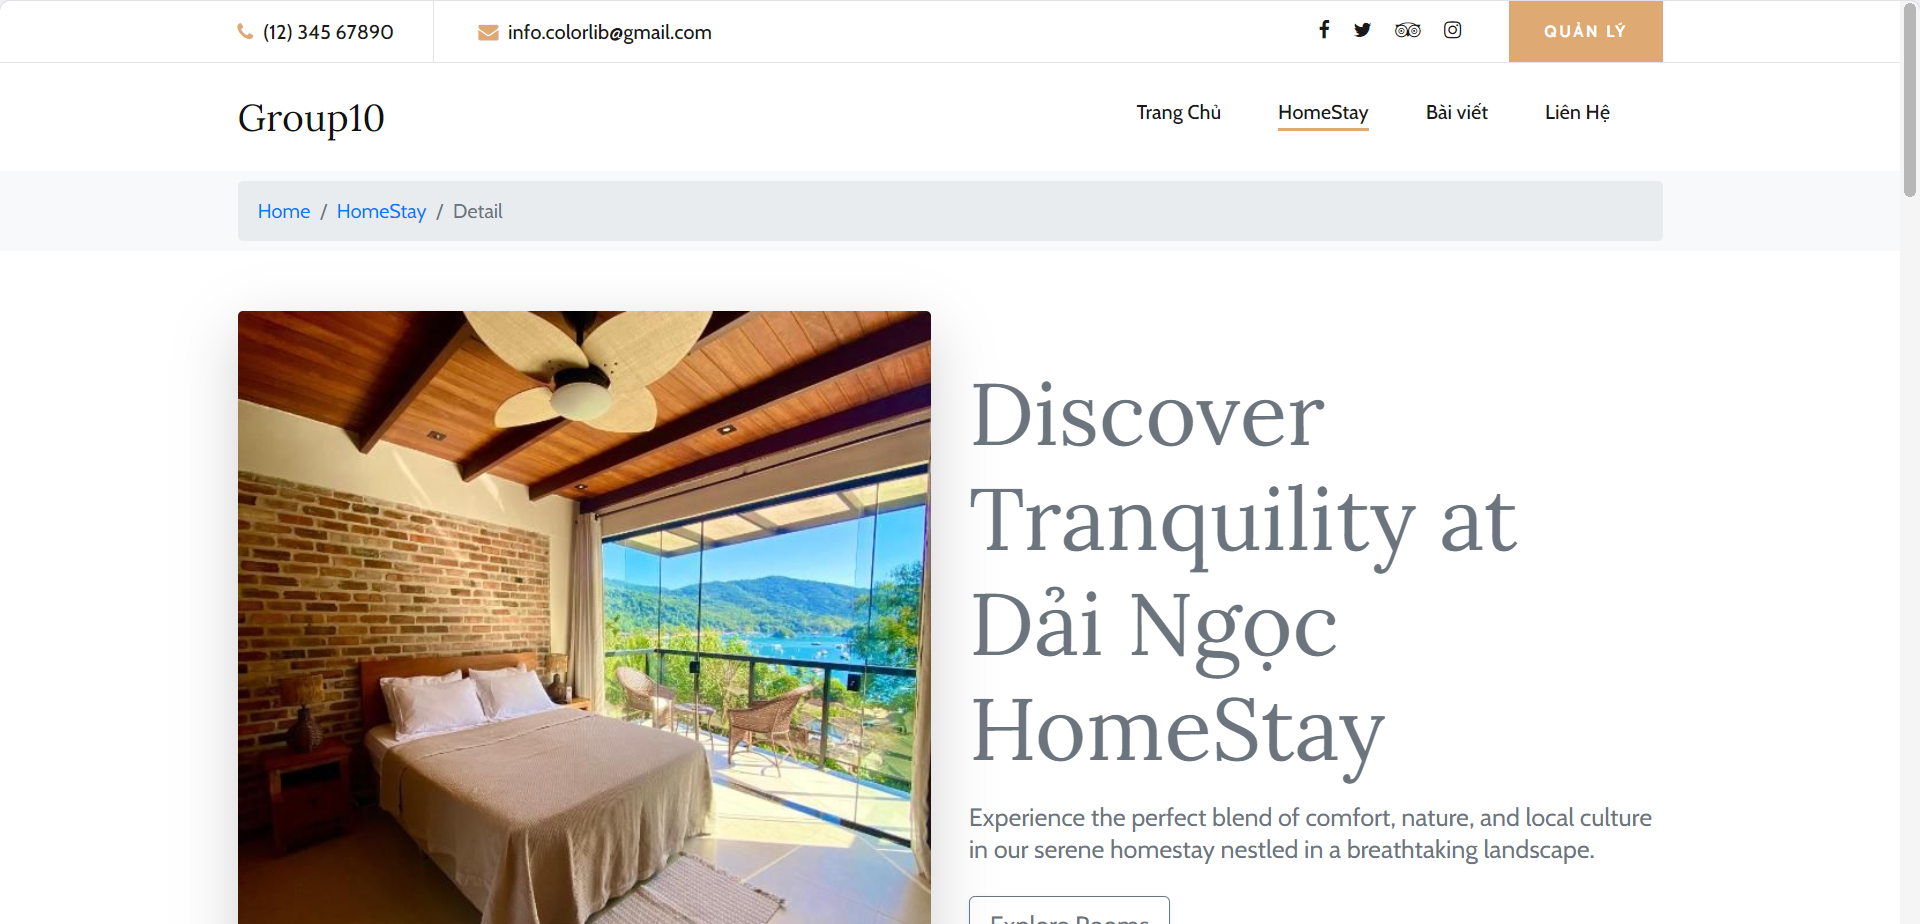 (12) 345 67890
info.colorlib@gmail.com
QUẢN LÝ
Group10
Trang Chủ
HomeStay
Bài viết
Liên Hệ
Home / HomeStay / Detail
Discover
Tranquility at
Dải Ngọc
HomeStay
Experience the perfect blend of comfort, nature, and local culture
in our serene homestay nestled in a breathtaking landscape.
Explore Rooms